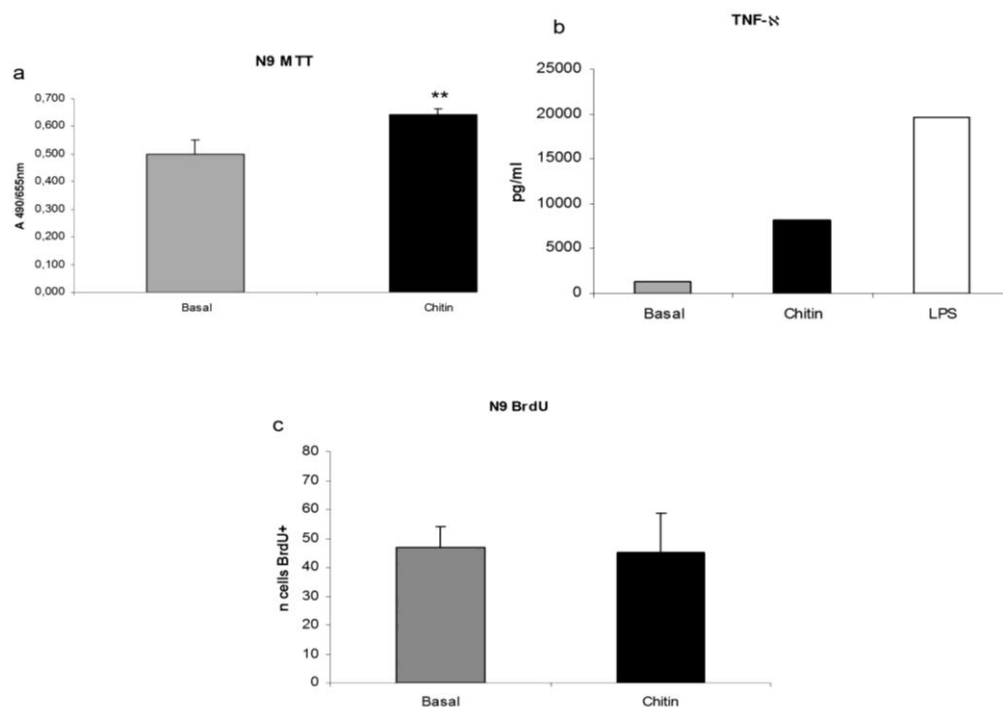 a
N9 MTT
**
0,700
0,600
0,500
0,400
0,300
0,200
0,100
0,000
A 490/655nm
Basal Chitin
b
TNF-ℵ
25000
20000
15000
10000
5000
0
pg/ml
Basal Chitin LPS
c
N9 BrdU
80
70
60
50
40
30
20
10
0
n cells BrdU+
Basal Chitin